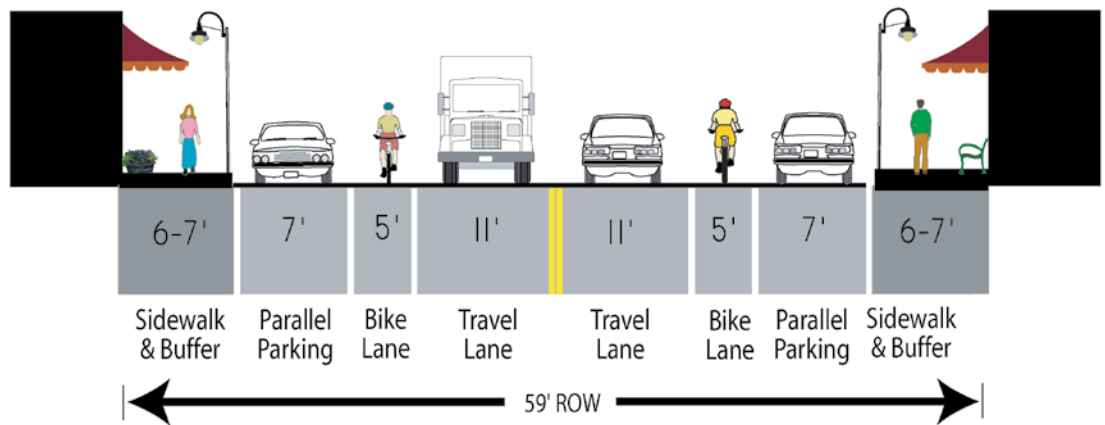 6-7' 7' 5' 11' 11' 5' 7' 6-7'
Sidewalk Parallel Bike Travel Travel Bike Parallel Sidewalk
& Buffer Parking Lane Lane Lane Lane Parking & Buffer
59' ROW